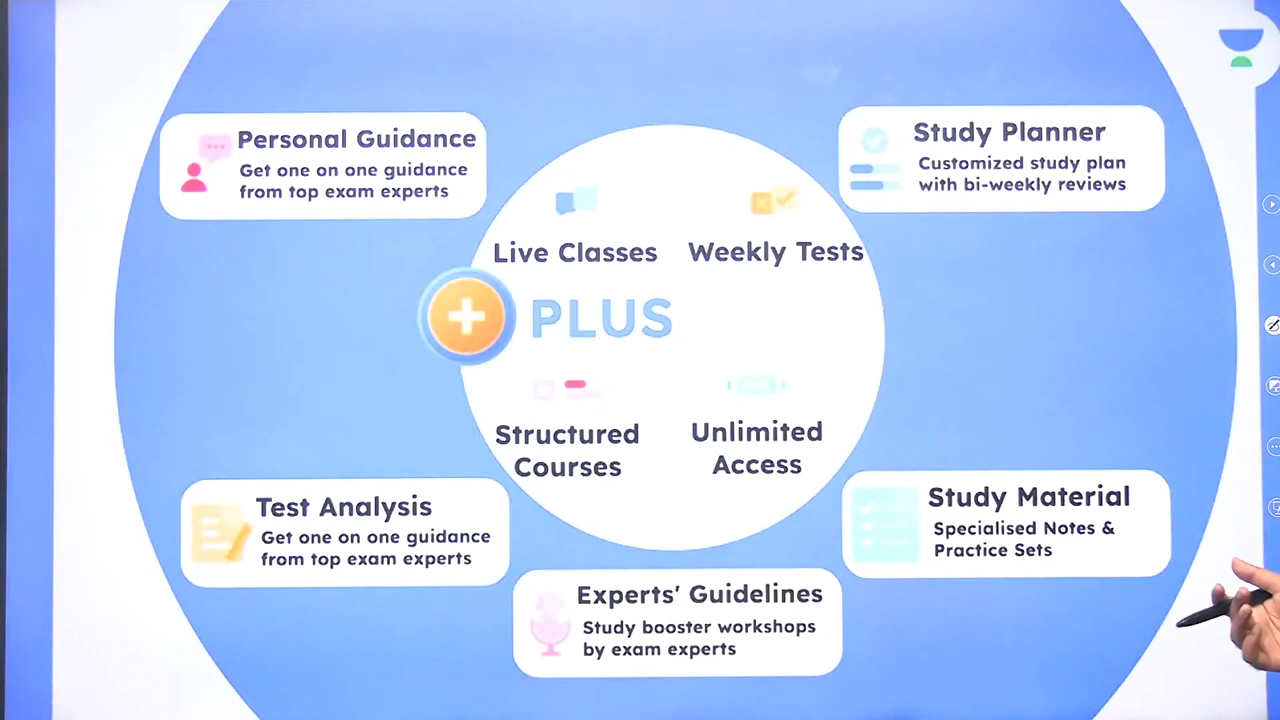 Personal Guidance
Get one on one guidance
from top exam experts
Study Planner
Customized study plan
with bi-weekly reviews
Live Classes
Weekly Tests
PLUS
Structured
Courses
Unlimited
Access
Test Analysis
Get one on one guidance
from top exam experts
Study Material
Specialised Notes &
Practice Sets
Experts' Guidelines
Study booster workshops
by exam experts